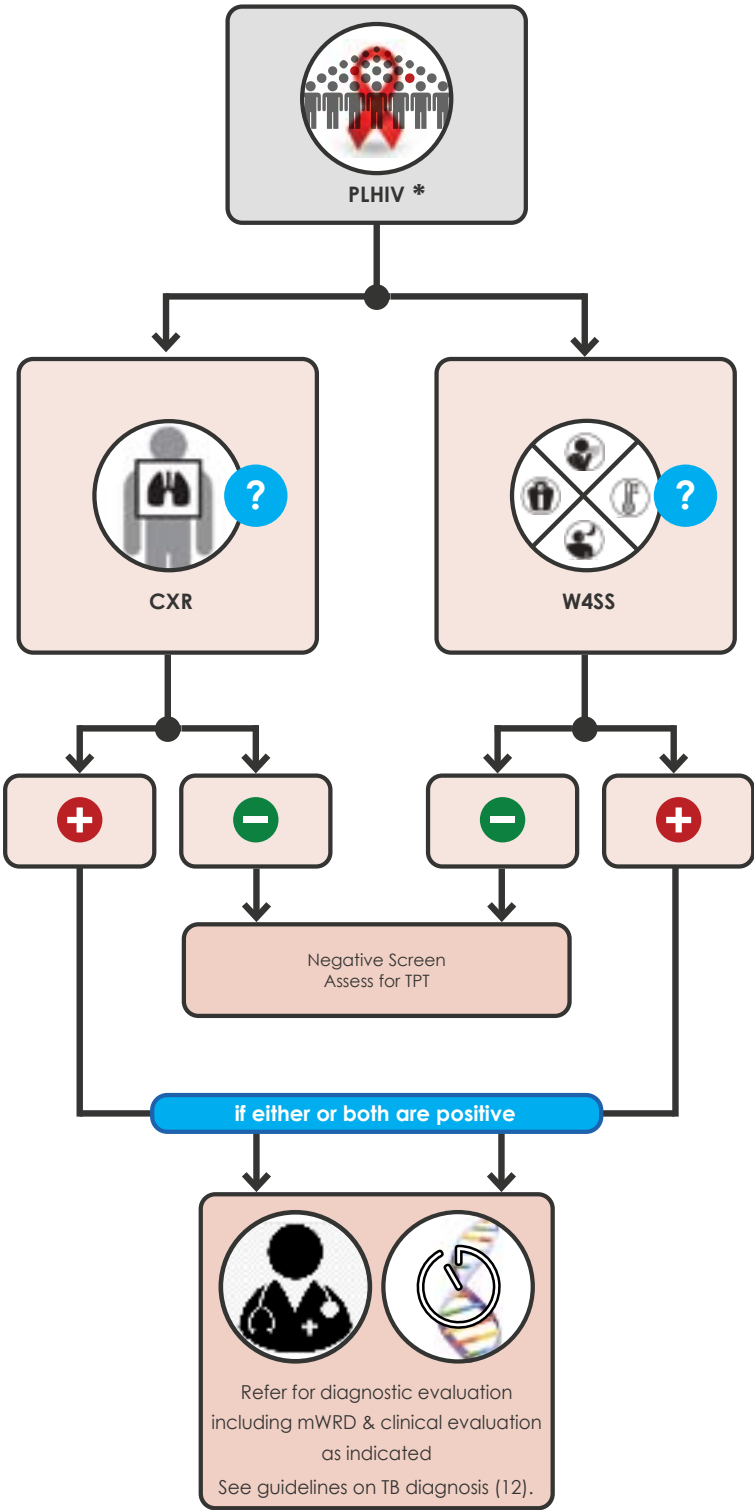 PLHIV *
?
CXR
?
W4SS
Negative Screen
Assess for TPT
if either or both are positive
Refer for diagnostic evaluation
including mWRD & clinical evaluation
as indicated
See guidelines on TB diagnosis (12).